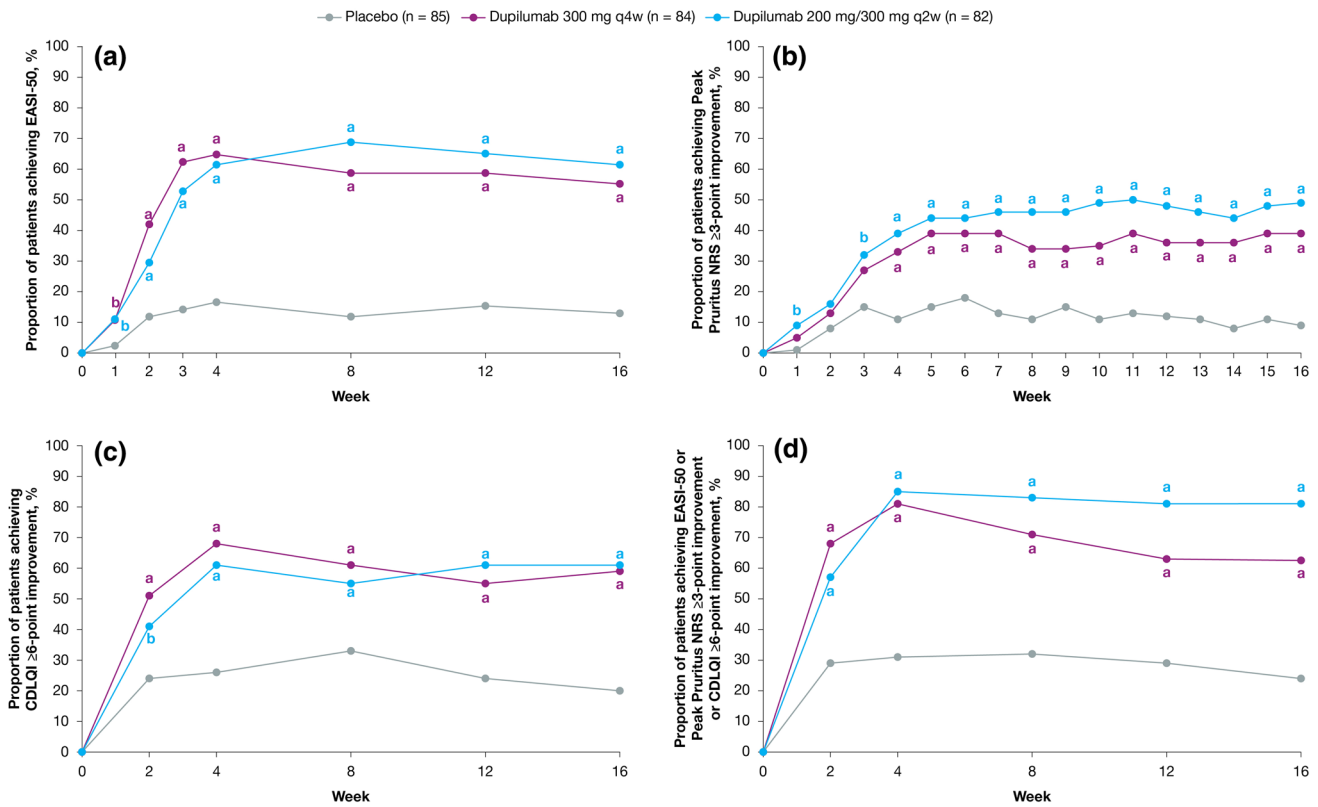 Placebo (n = 85) Dupilumab 300 mg q4w (n = 84) Dupilumab 200 mg/300 mg q2w (n = 82)
(a)
Proportion of patients achieving EASI-50, %
100
90
80
70
60
50
40
30
20
10
0
b
b
a
a
a
a
a
a
a
a
a
a
a
a
0 1 2 3 4 8 12 16
Week
(b)
Proportion of patients achieving Peak
Pruritus NRS ≥3-point improvement, %
100
90
80
70
60
50
40
30
20
10
0
b b a a a a a a a a a a a a a
a a a a a a a a a a a a a
0 1 2 3 4 5 6 7 8 9 10 11 12 13 14 15 16
Week
(c)
Proportion of patients achieving
CDLQI ≥6-point improvement, %
100
90
80
70
60
50
40
30
20
10
0
a a a a a
b a a a a
0 2 4 8 12 16
Week
(d)
Proportion of patients achieving EASI-50 or
Peak Pruritus NRS ≥3-point improvement
or CDLQI ≥6-point improvement, %
100
90
80
70
60
50
40
30
20
10
0
a a a a a
a a a a a
0 2 4 8 12 16
Week